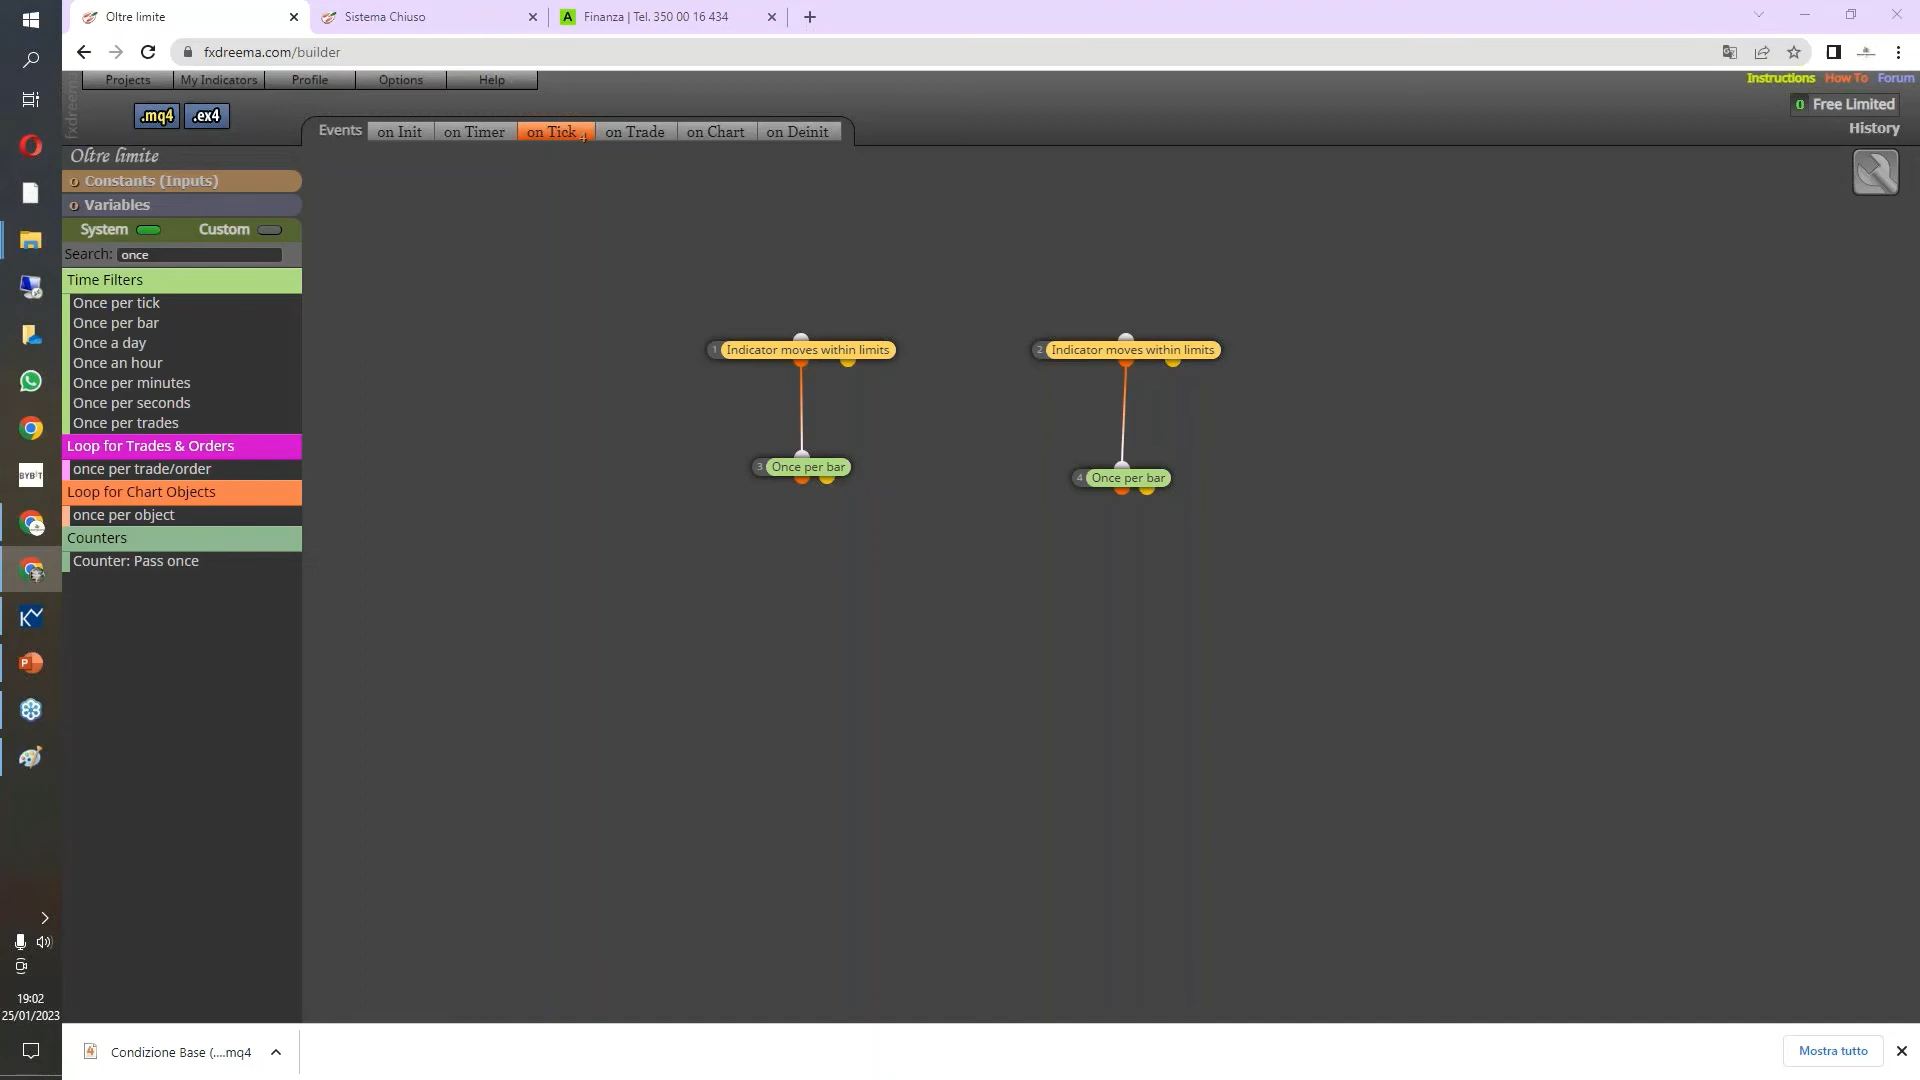 Oltre limite
Sistema Chiuso
Finanza | Tel. 350 00 16 434
fxdreema.com/builder
Projects
My Indicators
Profile
Options
Help
Instructions
How To
Forum
fxdreema
.mq4
.ex4
0 Free Limited
History
Events
on Init
on Timer
on Tick 4
on Trade
on Chart
on Deinit
Oltre limite
0 Constants (Inputs)
0 Variables
System
Custom
Search: once
Time Filters
Once per tick
Once per bar
Once a day
Once an hour
Once per minutes
Once per seconds
Once per trades
Loop for Trades & Orders
once per trade/order
Loop for Chart Objects
once per object
Counters
Counter: Pass once
1 Indicator moves within limits
2 Indicator moves within limits
3 Once per bar
4 Once per bar
BYBIT
19:02
25/01/2023
Condizione Base (....mq4
Mostra tutto